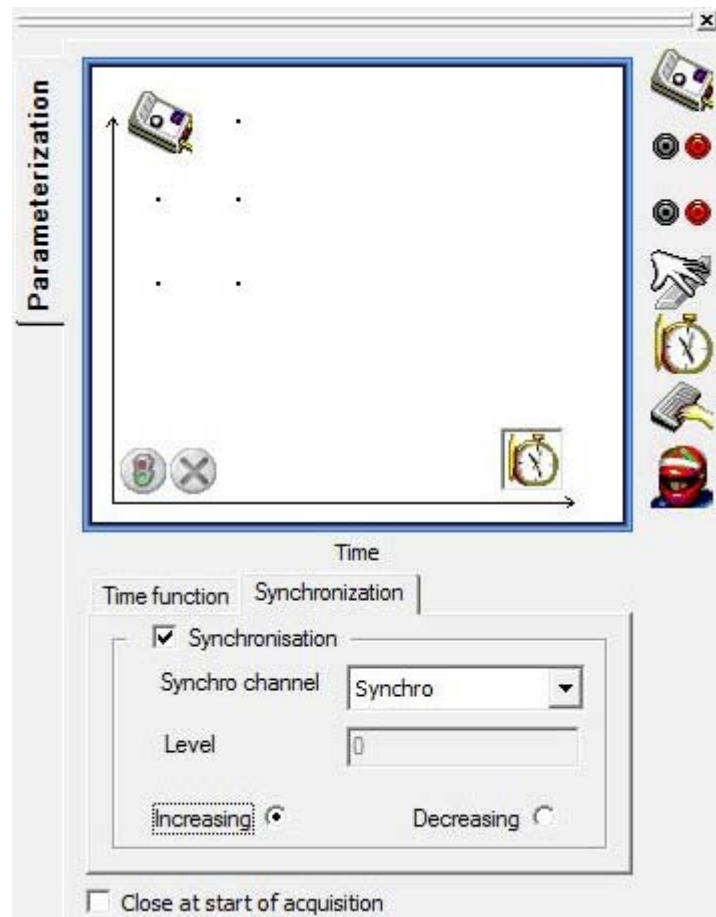 Parameterization
Time
Time function Synchronization
Synchronisation
Synchro channel Synchro
Level 0
Increasing Decreasing
Close at start of acquisition